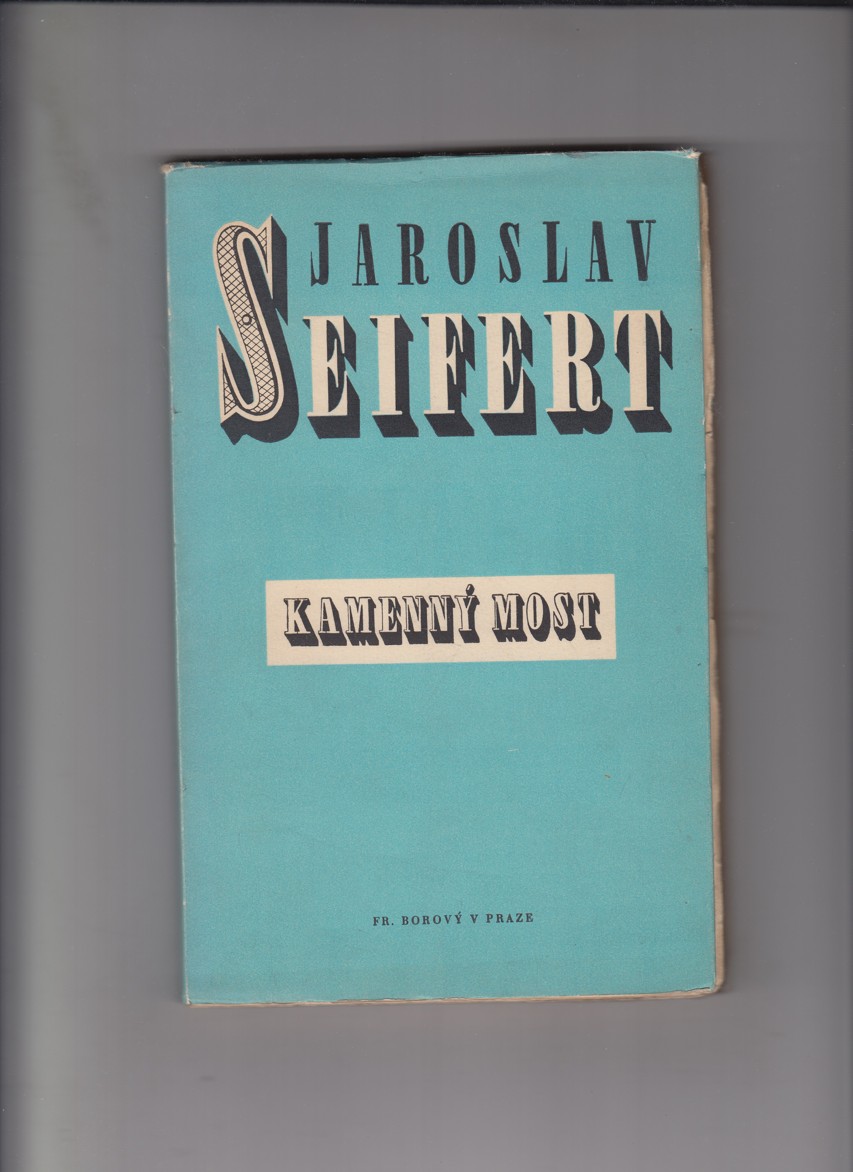 JAROSLAV
SEIFERT
KAMENNÝ MOST
FR. BOROVÝ V PRAZE